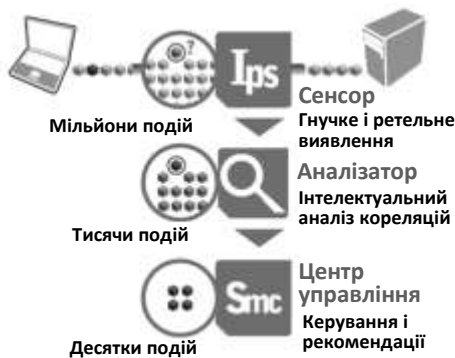 ?
Ips
Сенсор
Мільйони подій
Гнучке і ретельне
виявлення
Аналізатор
Інтелектуальний
аналіз кореляцій
Тисячи подій
Smc
Центр
управління
Керування і
рекомендації
Десятки подій